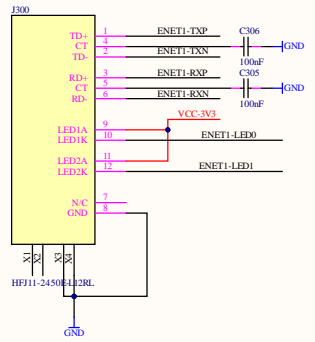 J300
TD+ 1 ENET1-TXP C306
CT 4 GND
TD- 2 ENET1-TXN 100nF
RD+ 3 ENET1-RXP C305
CT 5 GND
RD- 6 ENET1-RXN 100nF
VCC-3V3
LED1A 9
LED1K 10 ENET1-LED0
LED2A 11
LED2K 12 ENET1-LED1
N/C 7
GND 8
X1 X2 X3 X4
HFJ11-2450E-L12RL
GND